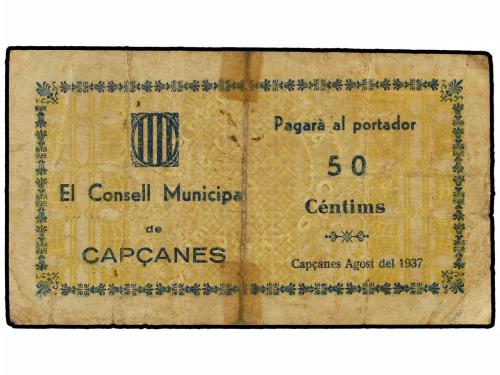 El Consell Municipa
de
CAPÇANES
Pagarà al portador
50
Cèntims
Capçanes Agost del 1937